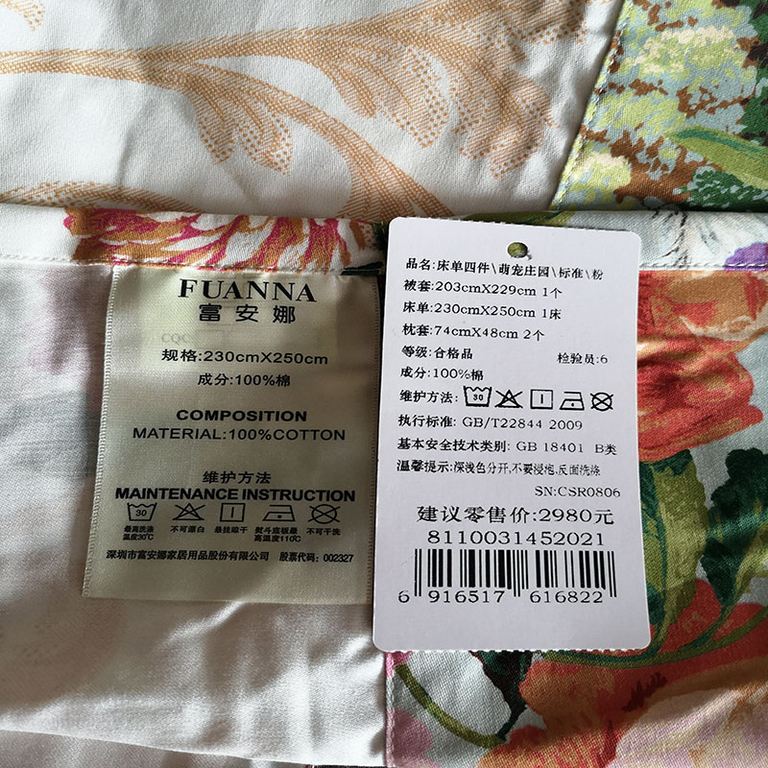 FUANNA
富安娜
CQC
规格:230cmX250cm
成分:100%棉
COMPOSITION
MATERIAL:100%COTTON
维护方法
MAINTENANCE INSTRUCTION
30
最高洗涤温度30℃
不可漂白
悬挂晾干
熨斗底板最高温度110℃
不可干洗
深圳市富安娜家居用品股份有限公司 股票代码:002327
品名:床单四件\萌宠庄园\标准\粉
被套:203cmX229cm 1个
床单:230cmX250cm 1床
枕套:74cmX48cm 2个
等级:合格品 检验员:6
成分:100%棉
维护方法: 30
执行标准: GB/T22844 2009
基本安全技术类别: GB 18401 B类
温馨提示:深浅色分开,不要浸泡,反面洗涤
SN:CSR0806
建议零售价:2980元
8110031452021
6 916517 616822